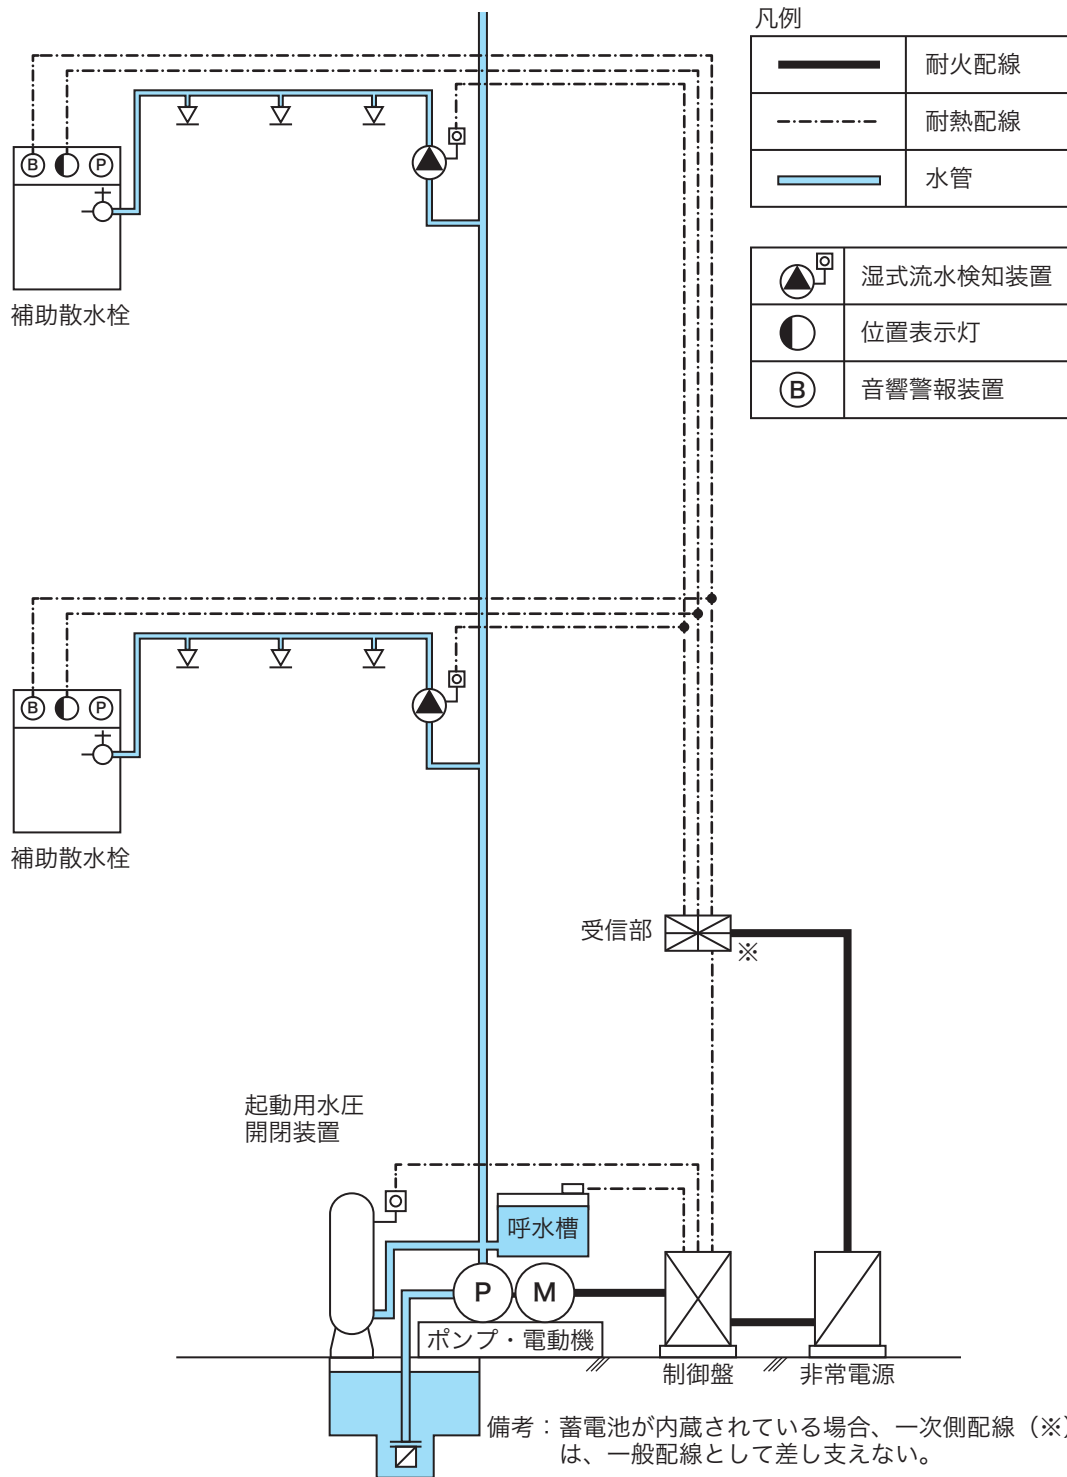 凡例
耐火配線
耐熱配線
水管
湿式流水検知装置
位置表示灯
B 音響警報装置
B P
補助散水栓
B P
補助散水栓
受信部
※
起動用水圧
開閉装置
呼水槽
P M
ポンプ・電動機
制御盤
非常電源
備考：蓄電池が内蔵されている場合、一次側配線（※）
は、一般配線として差し支えない。